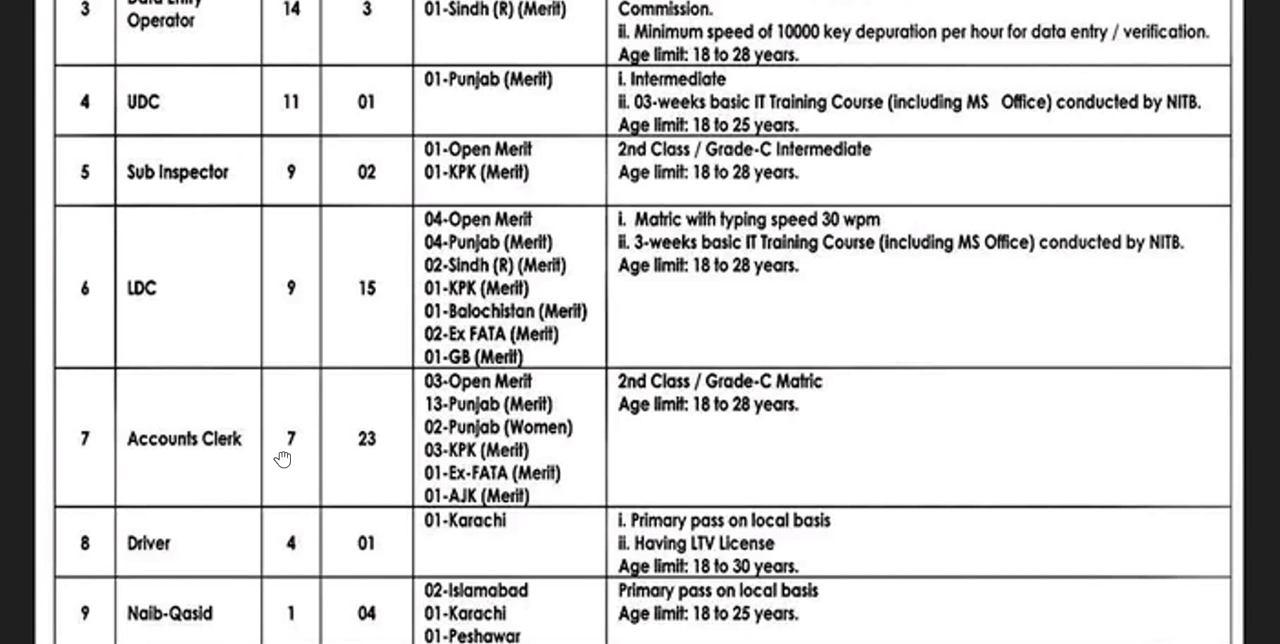 3 Data Entry Operator 14 3 01-Sindh (R) (Merit) Commission.
ii. Minimum speed of 10000 key depuration per hour for data entry / verification.
Age limit: 18 to 28 years.
4 UDC 11 01 01-Punjab (Merit) i. Intermediate
ii. 03-weeks basic IT Training Course (including MS Office) conducted by NITB.
Age limit: 18 to 25 years.
5 Sub Inspector 9 02
01-Open Merit
01-KPK (Merit)
2nd Class / Grade-C Intermediate
Age limit: 18 to 28 years.
6 LDC 9 15
04-Open Merit
04-Punjab (Merit)
02-Sindh (R) (Merit)
01-KPK (Merit)
01-Balochistan (Merit)
02-Ex FATA (Merit)
01-GB (Merit)
i. Matric with typing speed 30 wpm
ii. 3-weeks basic IT Training Course (including MS Office) conducted by NITB.
Age limit: 18 to 28 years.
7 Accounts Clerk 7 23
03-Open Merit
13-Punjab (Merit)
02-Punjab (Women)
03-KPK (Merit)
01-Ex-FATA (Merit)
01-AJK (Merit)
2nd Class / Grade-C Matric
Age limit: 18 to 28 years.
8 Driver 4 01
01-Karachi
i. Primary pass on local basis
ii. Having LTV License
Age limit: 18 to 30 years.
9 Naib-Qasid 1 04
02-Islamabad
01-Karachi
01-Peshawar
Primary pass on local basis
Age limit: 18 to 25 years.